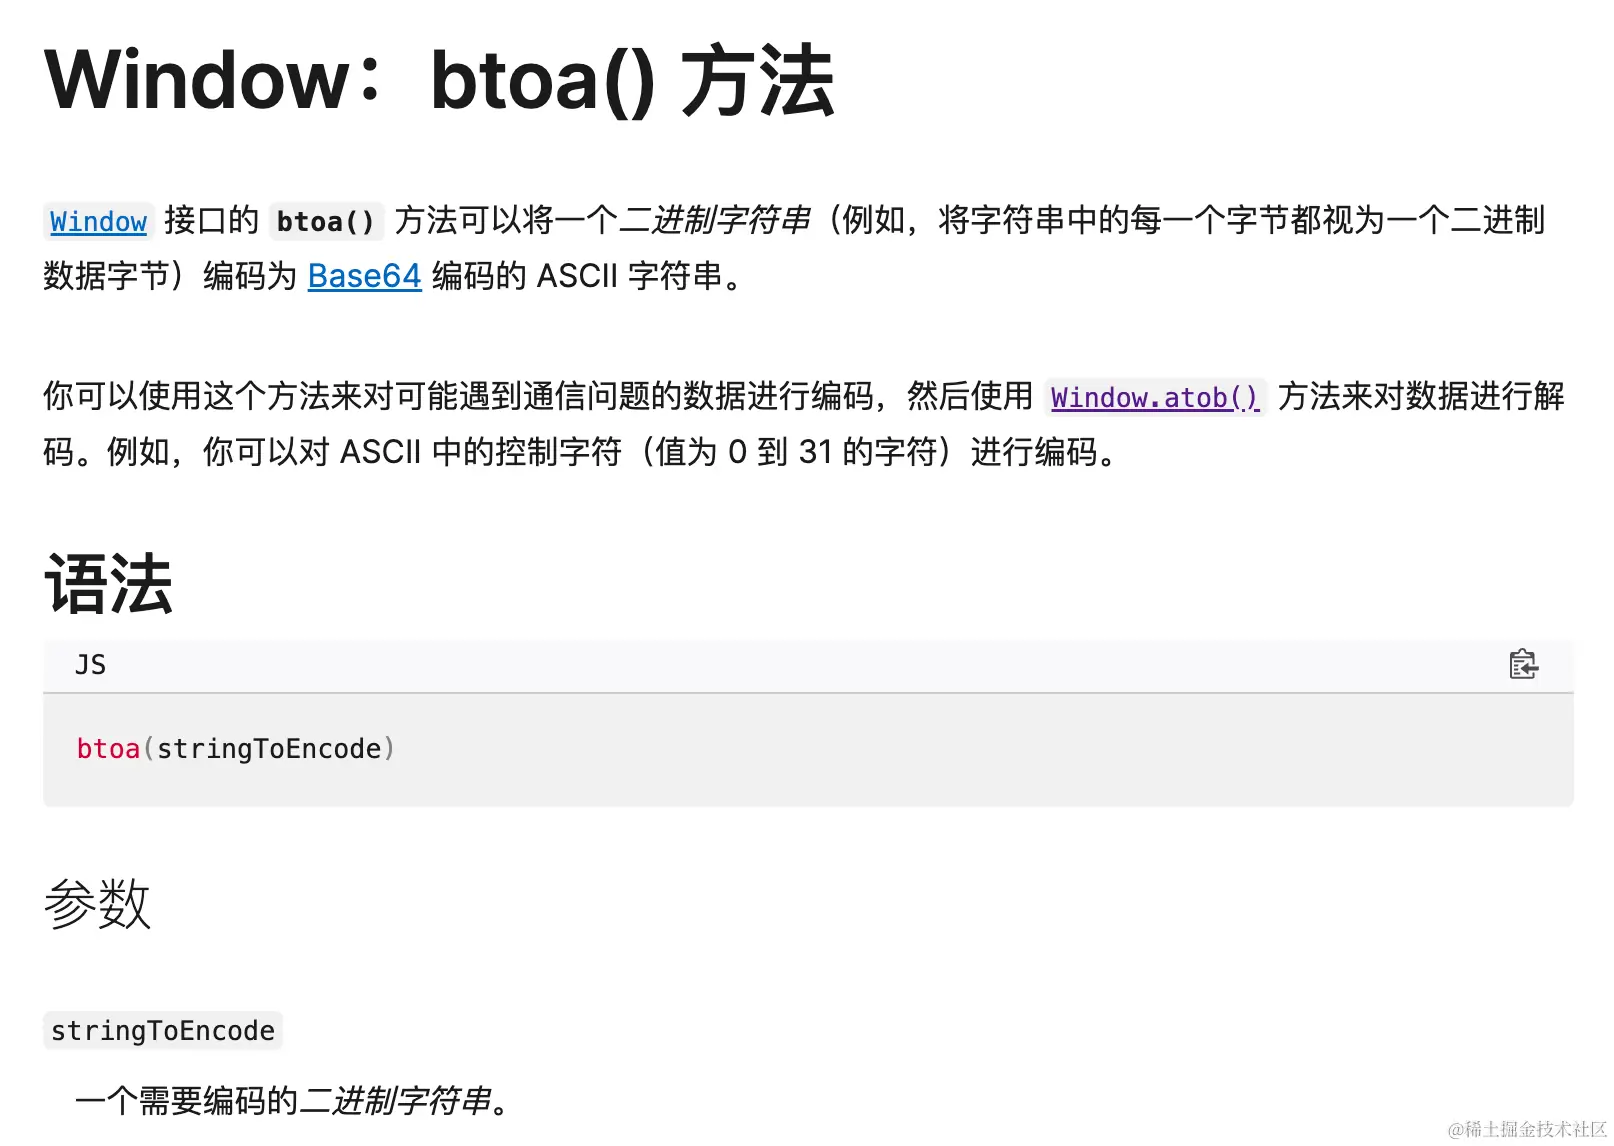 Window：btoa() 方法
Window 接口的 btoa() 方法可以将一个二进制字符串（例如，将字符串中的每一个字节都视为一个二进制
数据字节）编码为 Base64 编码的 ASCII 字符串。
你可以使用这个方法来对可能遇到通信问题的数据进行编码，然后使用 Window.atob() 方法来对数据进行解
码。例如，你可以对 ASCII 中的控制字符（值为 0 到 31 的字符）进行编码。
语法
JS
btoa(stringToEncode)
参数
stringToEncode
一个需要编码的二进制字符串。
@稀土掘金技术社区